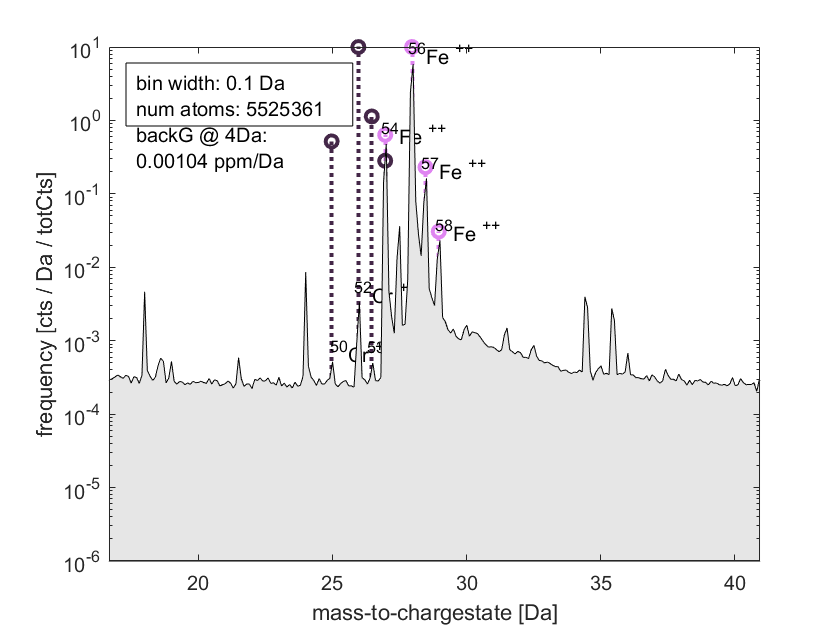 bin width: 0.1 Da
num atoms: 5525361
backG @ 4Da:
0.00104 ppm/Da
56Fe ++
54Fe ++
57Fe ++
58Fe ++
52Cr +
50Cr
10^1
10^0
10^-1
10^-2
10^-3
10^-4
10^-5
10^-6
frequency [cts / Da / totCts]
20 25 30 35 40
mass-to-chargestate [Da]